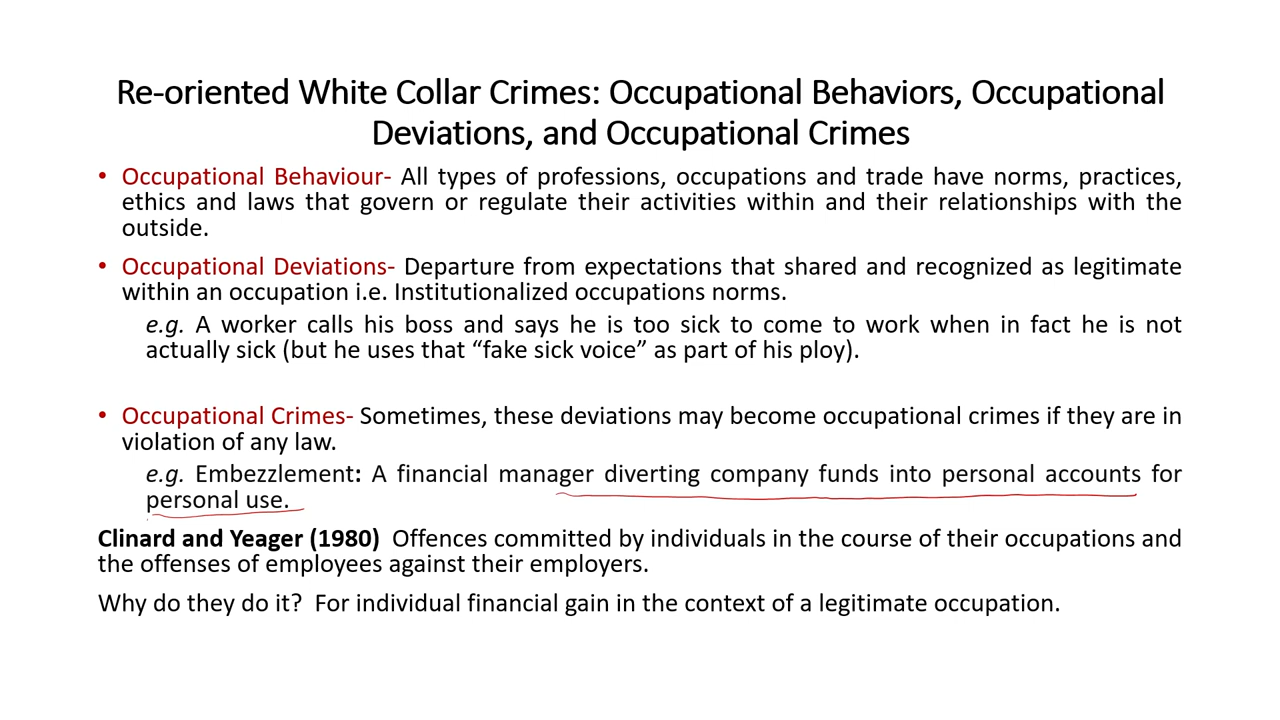 Re-oriented White Collar Crimes: Occupational Behaviors, Occupational
Deviations, and Occupational Crimes
• Occupational Behaviour- All types of professions, occupations and trade have norms, practices,
ethics and laws that govern or regulate their activities within and their relationships with the
outside.
• Occupational Deviations- Departure from expectations that shared and recognized as legitimate
within an occupation i.e. Institutionalized occupations norms.
e.g. A worker calls his boss and says he is too sick to come to work when in fact he is not
actually sick (but he uses that “fake sick voice” as part of his ploy).
• Occupational Crimes- Sometimes, these deviations may become occupational crimes if they are in
violation of any law.
e.g. Embezzlement: A financial manager diverting company funds into personal accounts for
personal use.
Clinard and Yeager (1980) Offences committed by individuals in the course of their occupations and
the offenses of employees against their employers.
Why do they do it? For individual financial gain in the context of a legitimate occupation.